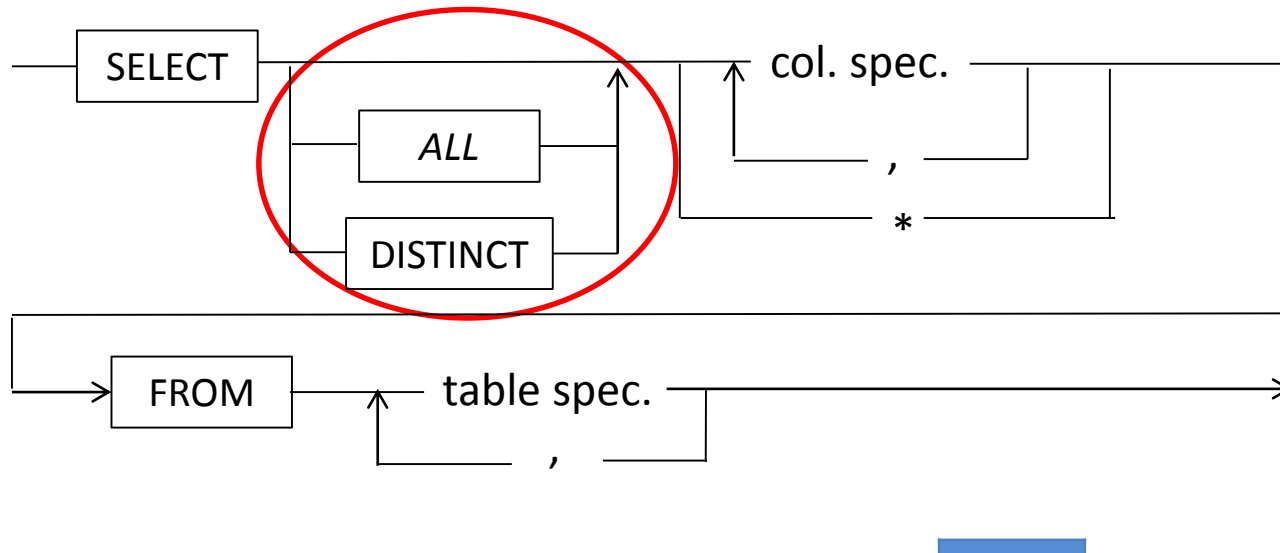 SELECT col. spec.
ALL
,
*
DISTINCT
FROM table spec.
,